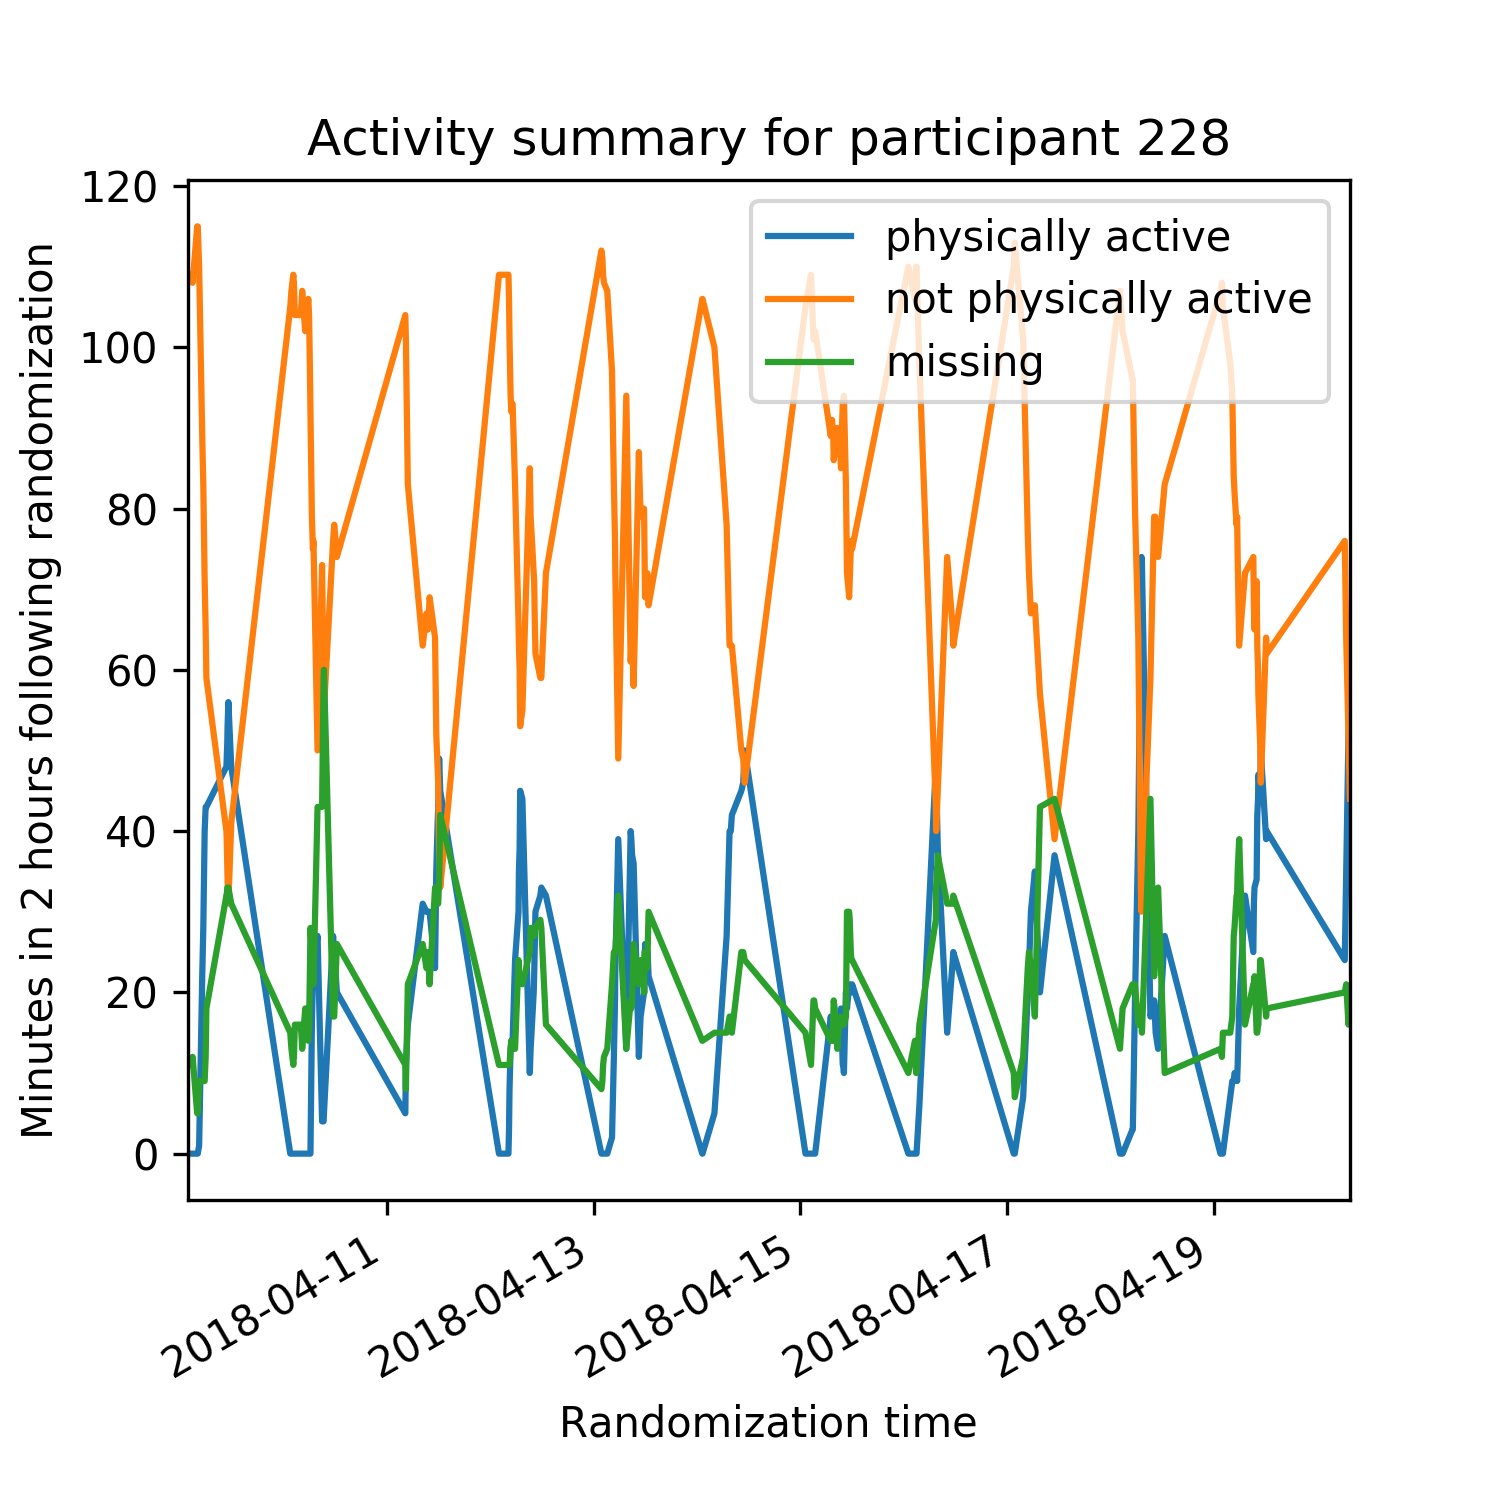 Activity summary for participant 228
physically active
not physically active
missing
Minutes in 2 hours following randomization
120
100
80
60
40
20
0
2018-04-11
2018-04-13
2018-04-15
2018-04-17
2018-04-19
Randomization time